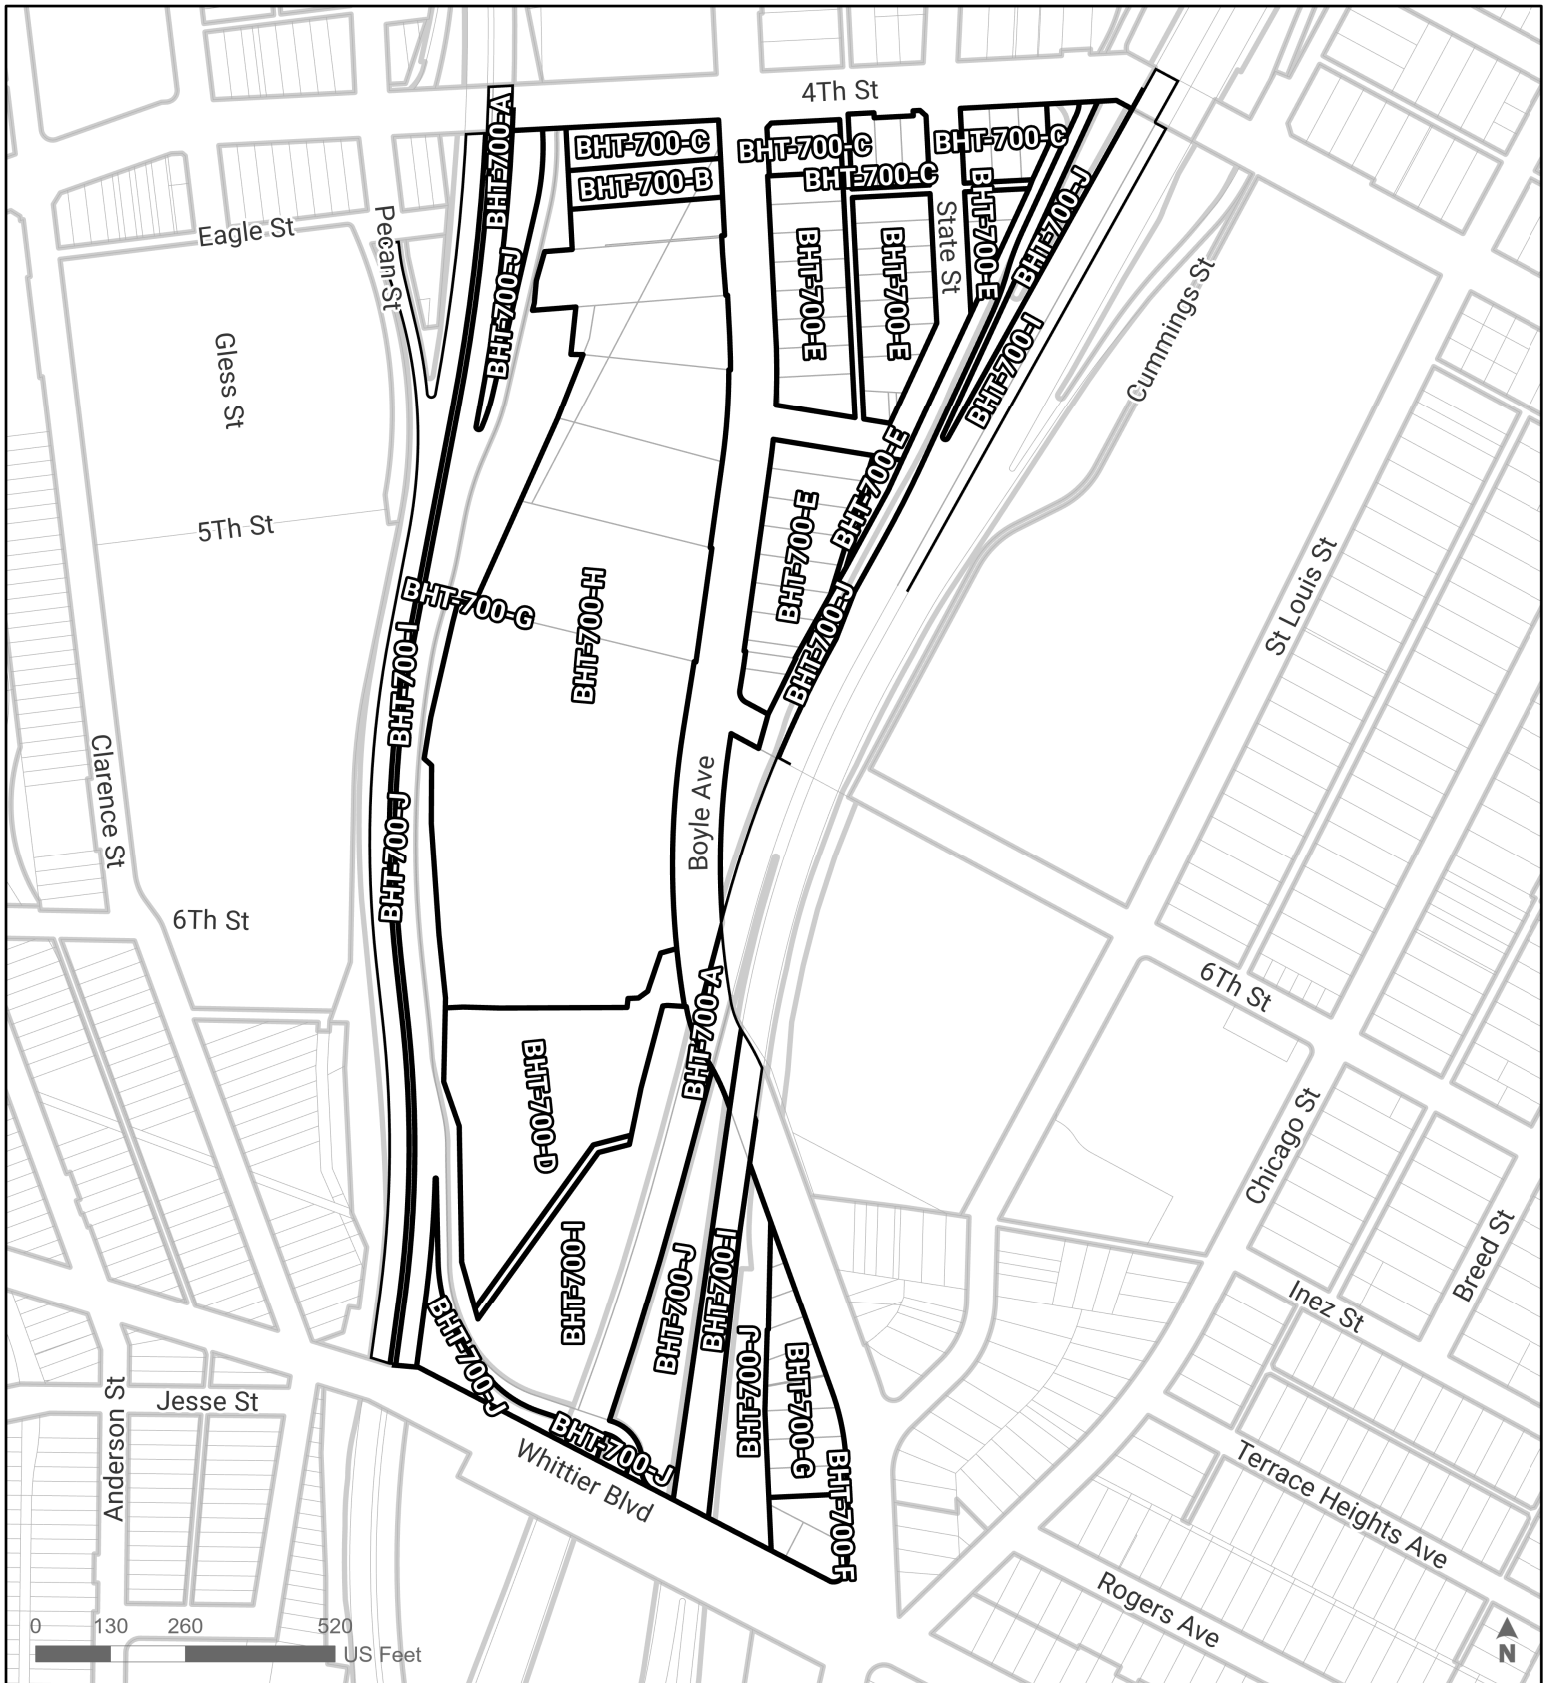 4Th St
BHT-700-A
BHT-700-C
BHT-700-B
BHT-700-C
BHT-700-C
BHT-700-C
Eagle St
Pecan St
State St
BHT-700-E
BHT-700-J
BHT-700-J
BHT-700-E
BHT-700-E
Cummings St
Gless St
BHT-700-I
BHT-700-E
BHT-700-E
5Th St
St Louis St
BHT-700-G
BHT-700-H
BHT-700-J
BHT-700-I
Clarence St
BHT-700-J
Boyle Ave
6Th St
6Th St
BHT-700-A
BHT-700-D
Chicago St
BHT-700-I
BHT-700-J
BHT-700-I
Breed St
Inez St
BHT-700-J
BHT-700-J
BHT-700-G
Anderson St
Jesse St
BHT-700-J
Whittier Blvd
BHT-700-F
Terrace Heights Ave
Rogers Ave
0 130 260 520
US Feet
N